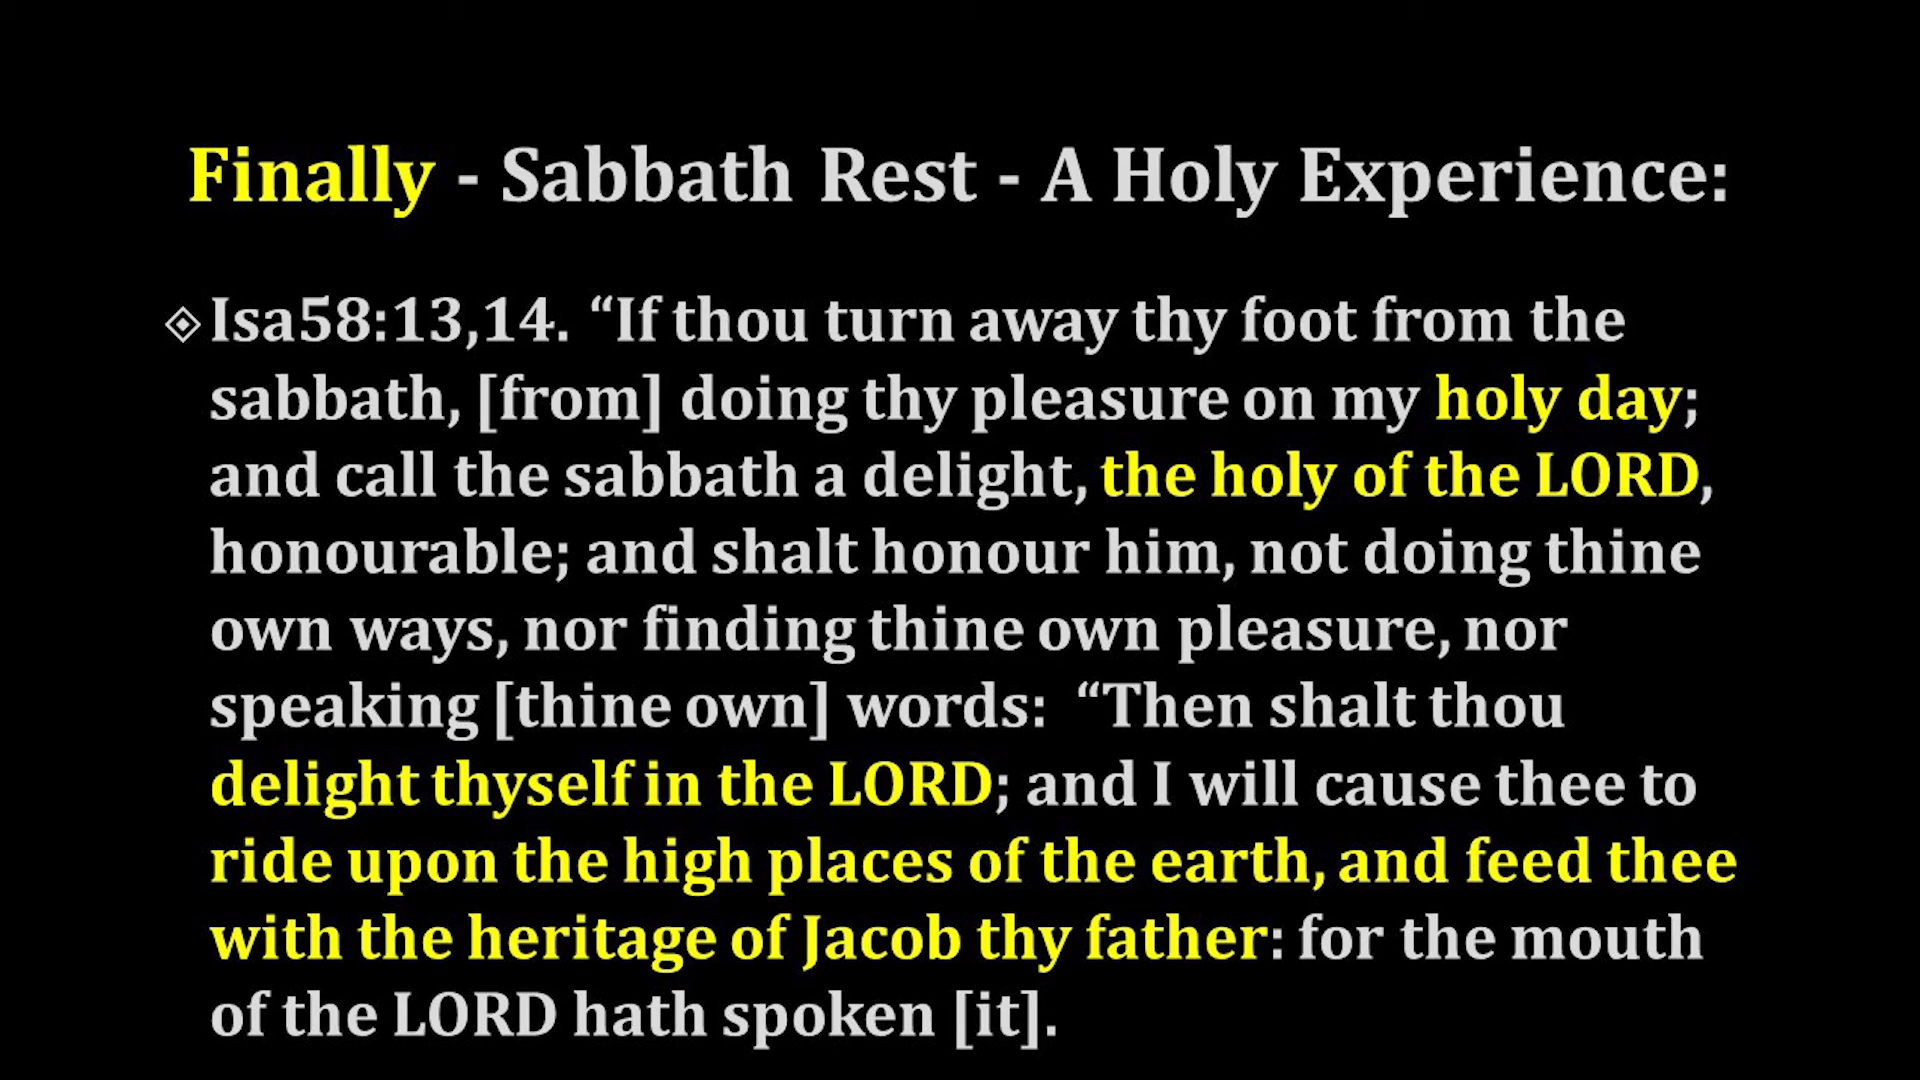 Finally - Sabbath Rest - A Holy Experience:
Isa58:13,14. “If thou turn away thy foot from the
sabbath, [from] doing thy pleasure on my holy day;
and call the sabbath a delight, the holy of the LORD,
honourable; and shalt honour him, not doing thine
own ways, nor finding thine own pleasure, nor
speaking [thine own] words: “Then shalt thou
delight thyself in the LORD; and I will cause thee to
ride upon the high places of the earth, and feed thee
with the heritage of Jacob thy father: for the mouth
of the LORD hath spoken [it].